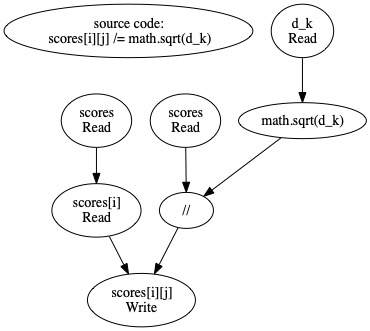 source code:
scores[i][j] /= math.sqrt(d_k)
d_k
Read
scores
Read
scores
Read
math.sqrt(d_k)
scores[i]
Read
//
scores[i][j]
Write